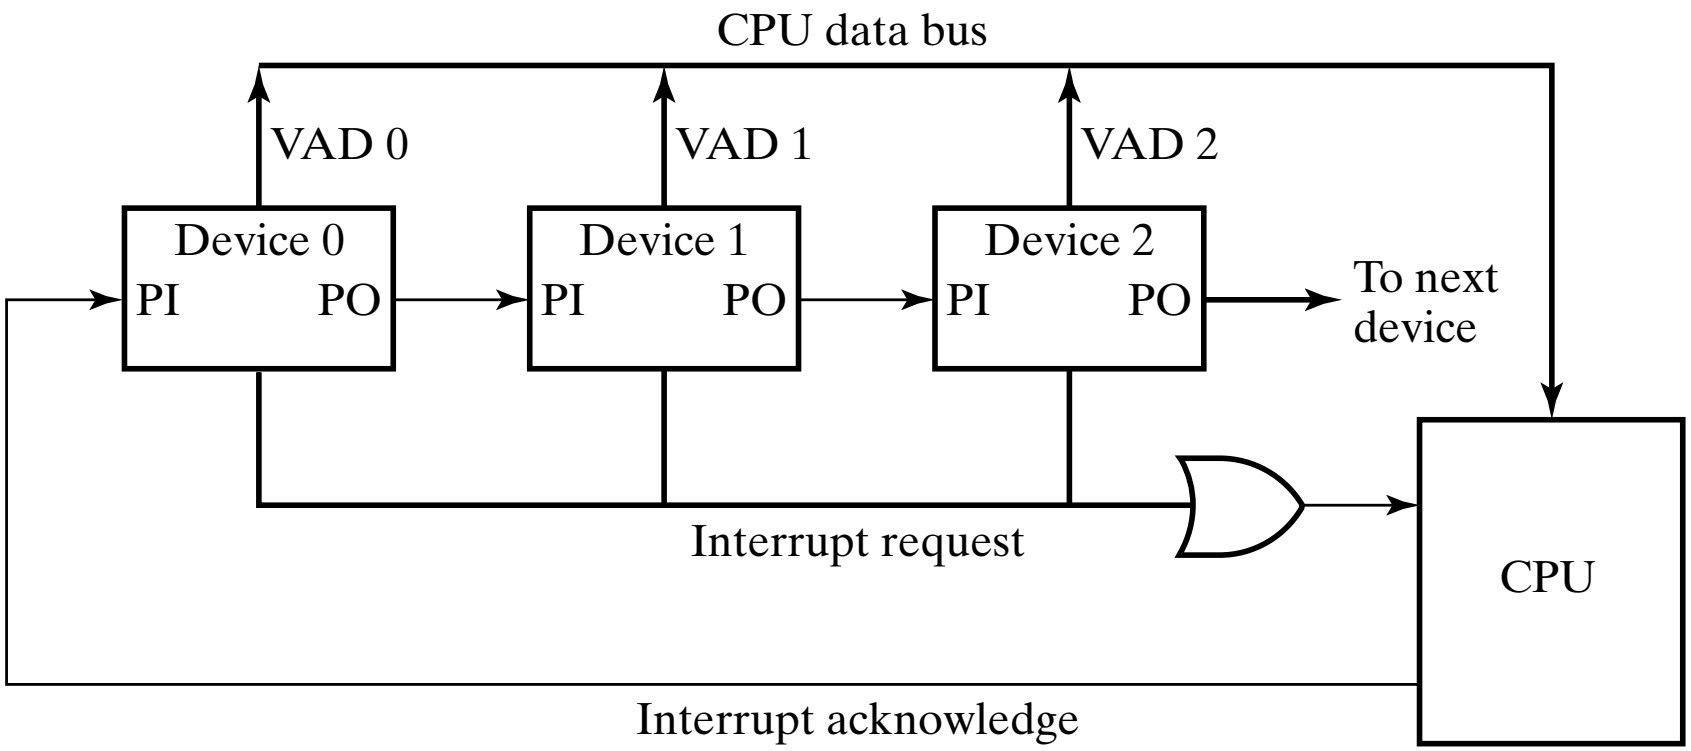 CPU data bus
VAD 0
VAD 1
VAD 2
Device 0
Device 1
Device 2
PI
PO
PI
PO
PI
PO
To next
device
Interrupt request
CPU
Interrupt acknowledge